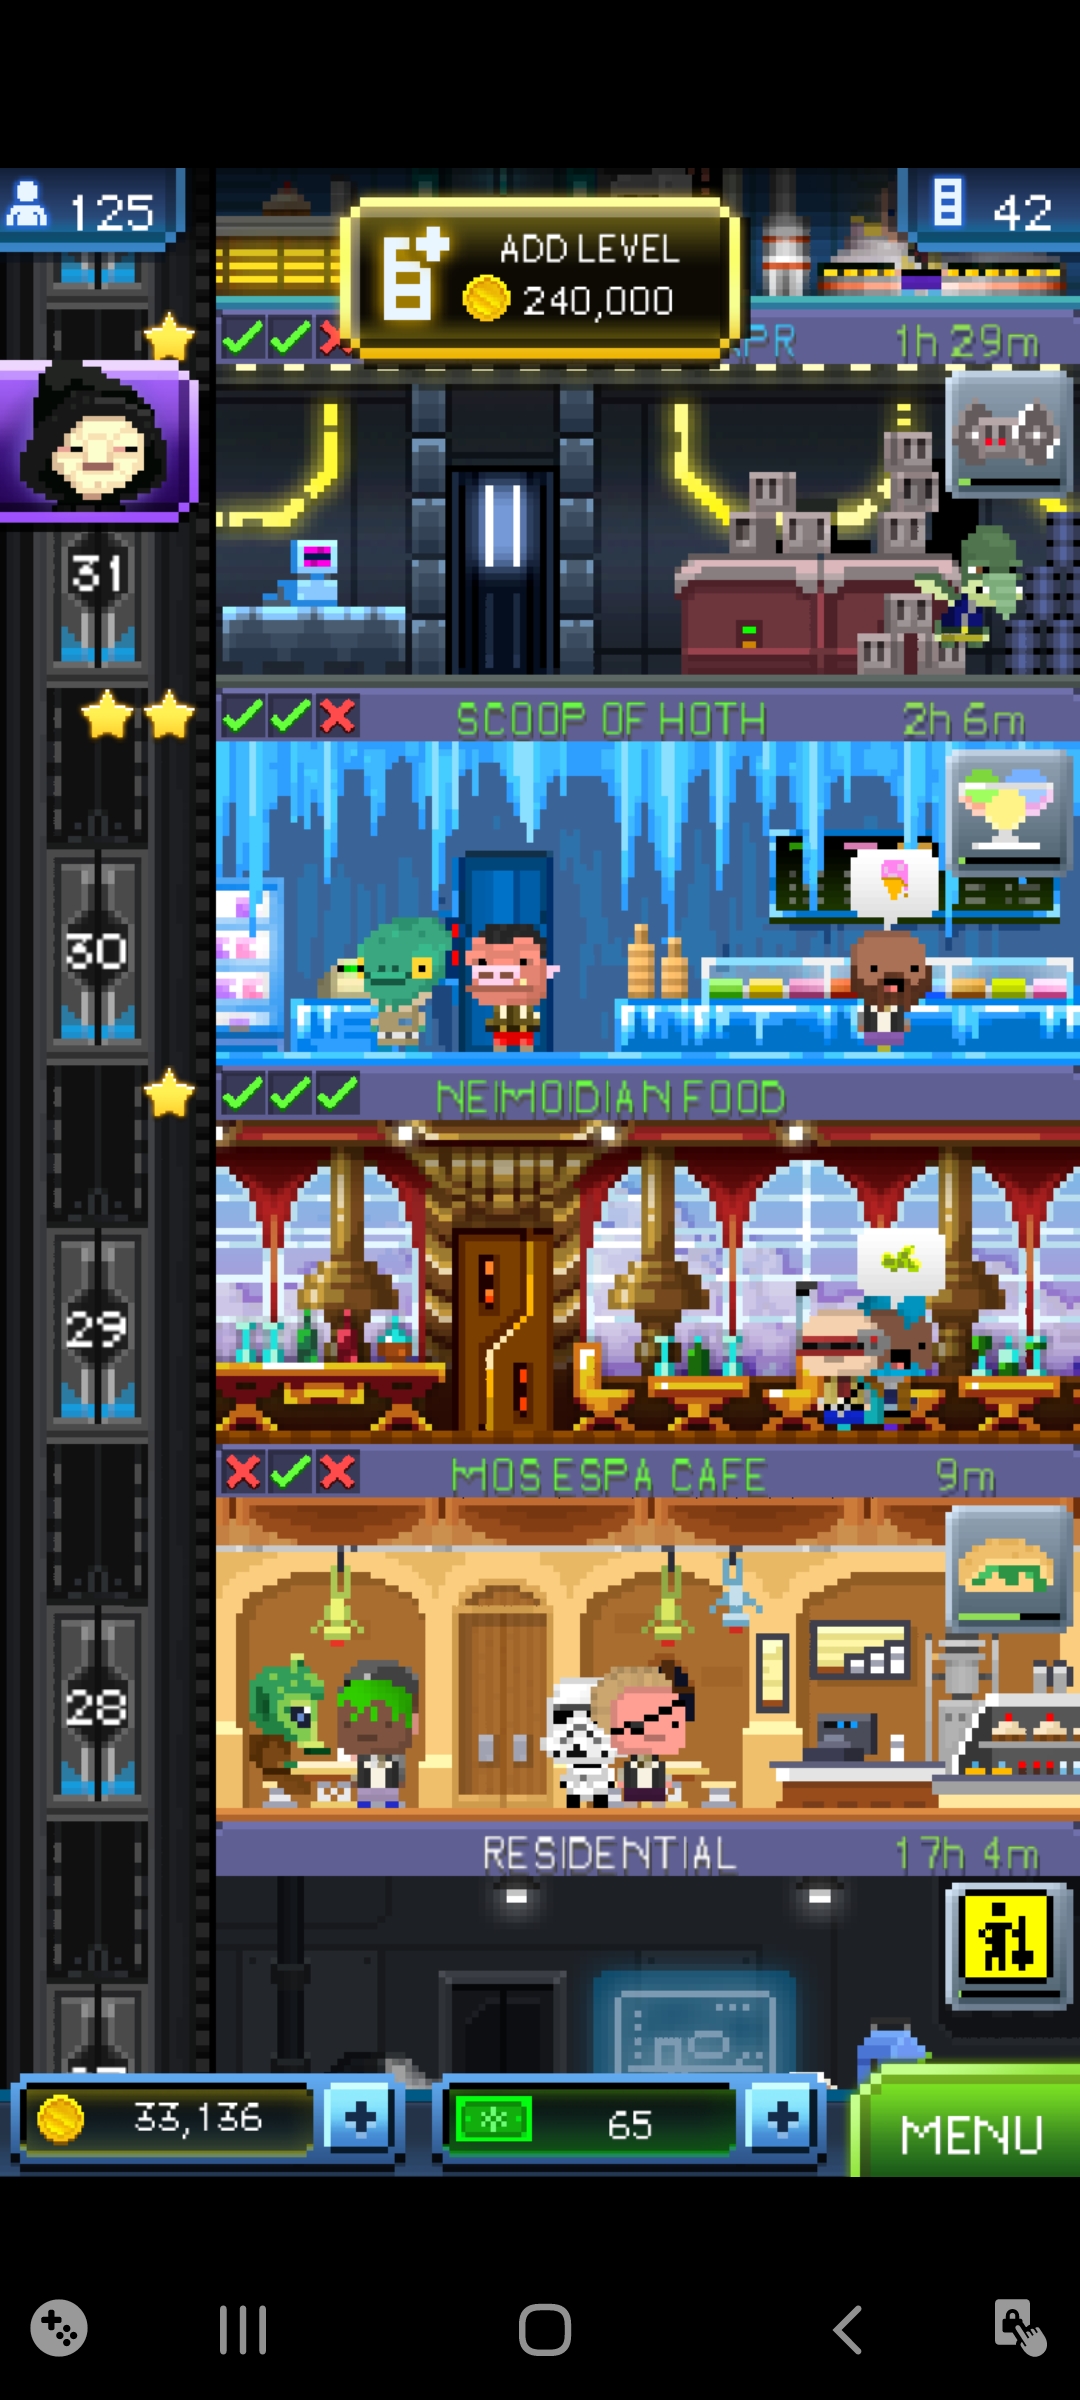 125
42
ADD LEVEL
240,000
1h 29m
31
SCOOP OF HOTH
2h 6m
30
NEIMOIDIAN FOOD
29
MOS ESPA CAFE
9m
28
RESIDENTIAL
17h 4m
33,136
65
MENU